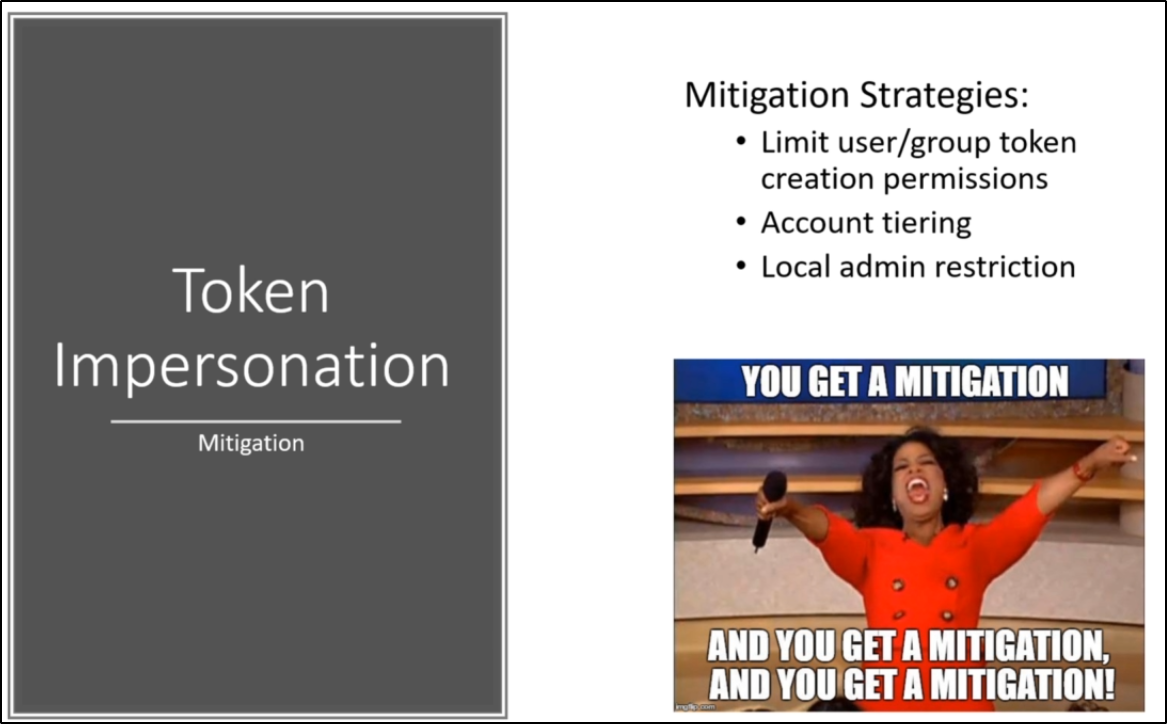 Token
Impersonation
Mitigation
Mitigation Strategies:
• Limit user/group token
creation permissions
• Account tiering
• Local admin restriction
YOU GET A MITIGATION
AND YOU GET A MITIGATION,
AND YOU GET A MITIGATION!
imgflip.com